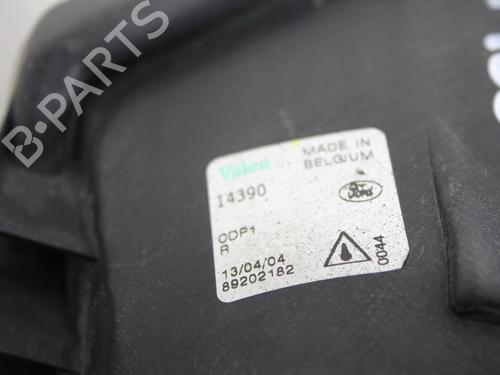 B-PARTS
Valeo
MADE IN
BELGIUM
14390
Ford
ODP1
R
13/04/04
89202182
0044